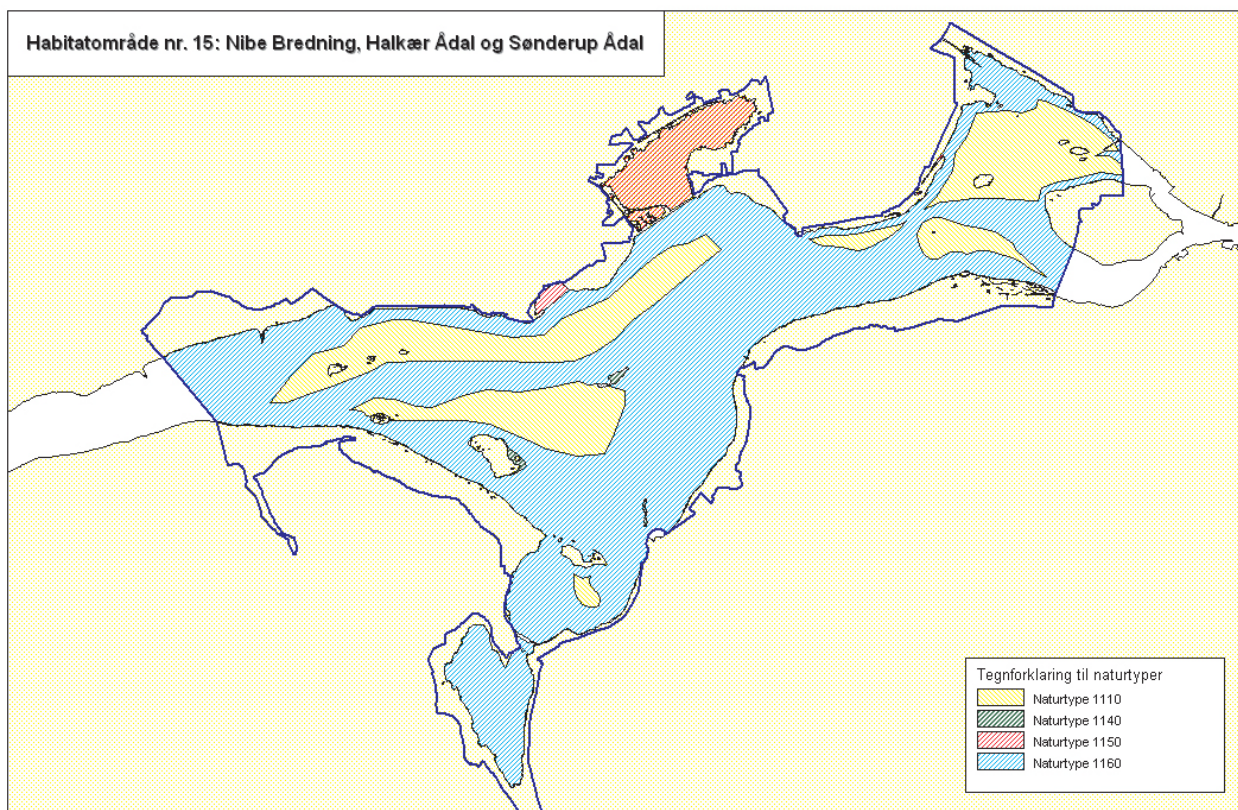 Habitatområde nr. 15: Nibe Bredning, Halkær Ådal og Sønderup Ådal
Tegnforklaring til naturtyper
Naturtype 1110
Naturtype 1140
Naturtype 1150
Naturtype 1160